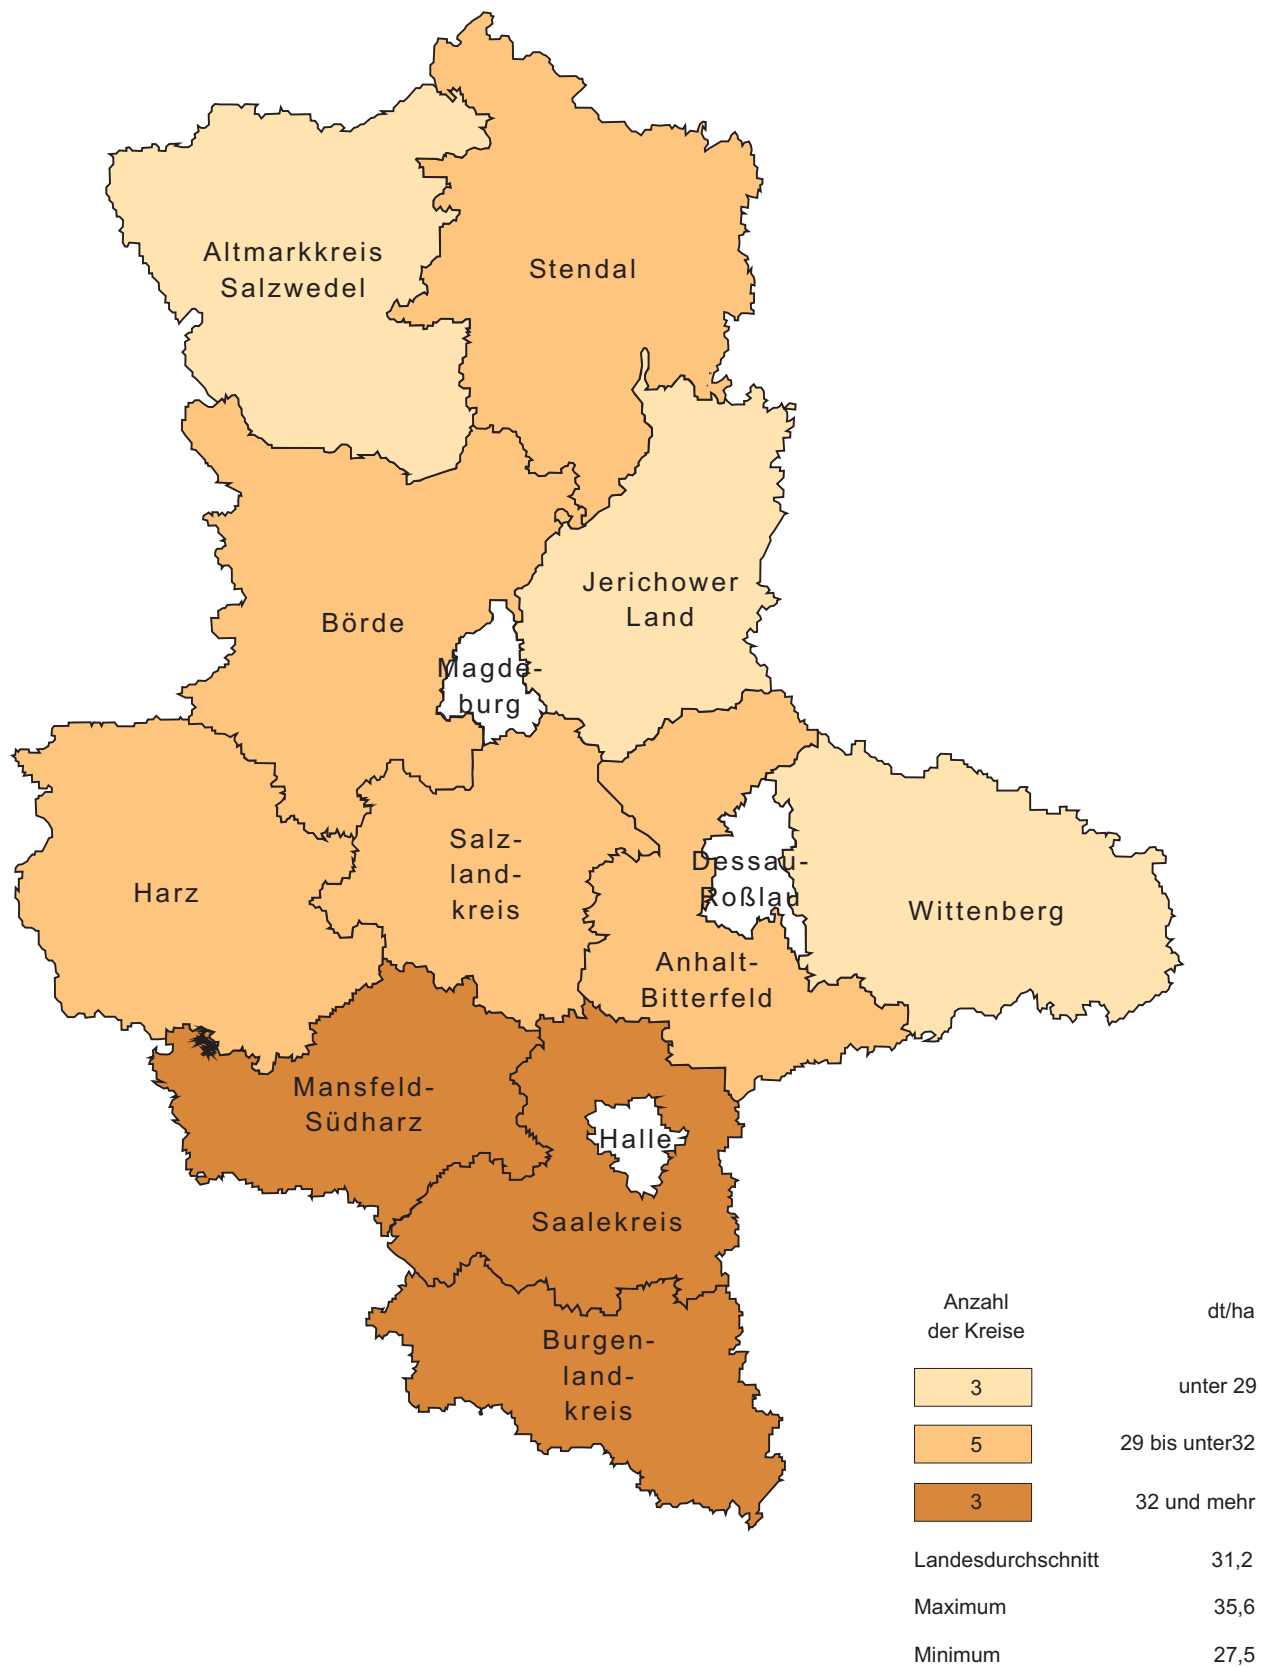 Altmarkkreis
Salzwedel
Stendal
Jerichower
Land
Börde
Magde-
burg
Salz-
land-
kreis
Harz
Dessau-
Roßlau
Wittenberg
Anhalt-
Bitterfeld
Mansfeld-
Südharz
Halle
Saalekreis
Burgen-
land-
kreis
Anzahl
der Kreise
dt/ha
3 unter 29
5 29 bis unter32
3 32 und mehr
Landesdurchschnitt 31,2
Maximum 35,6
Minimum 27,5